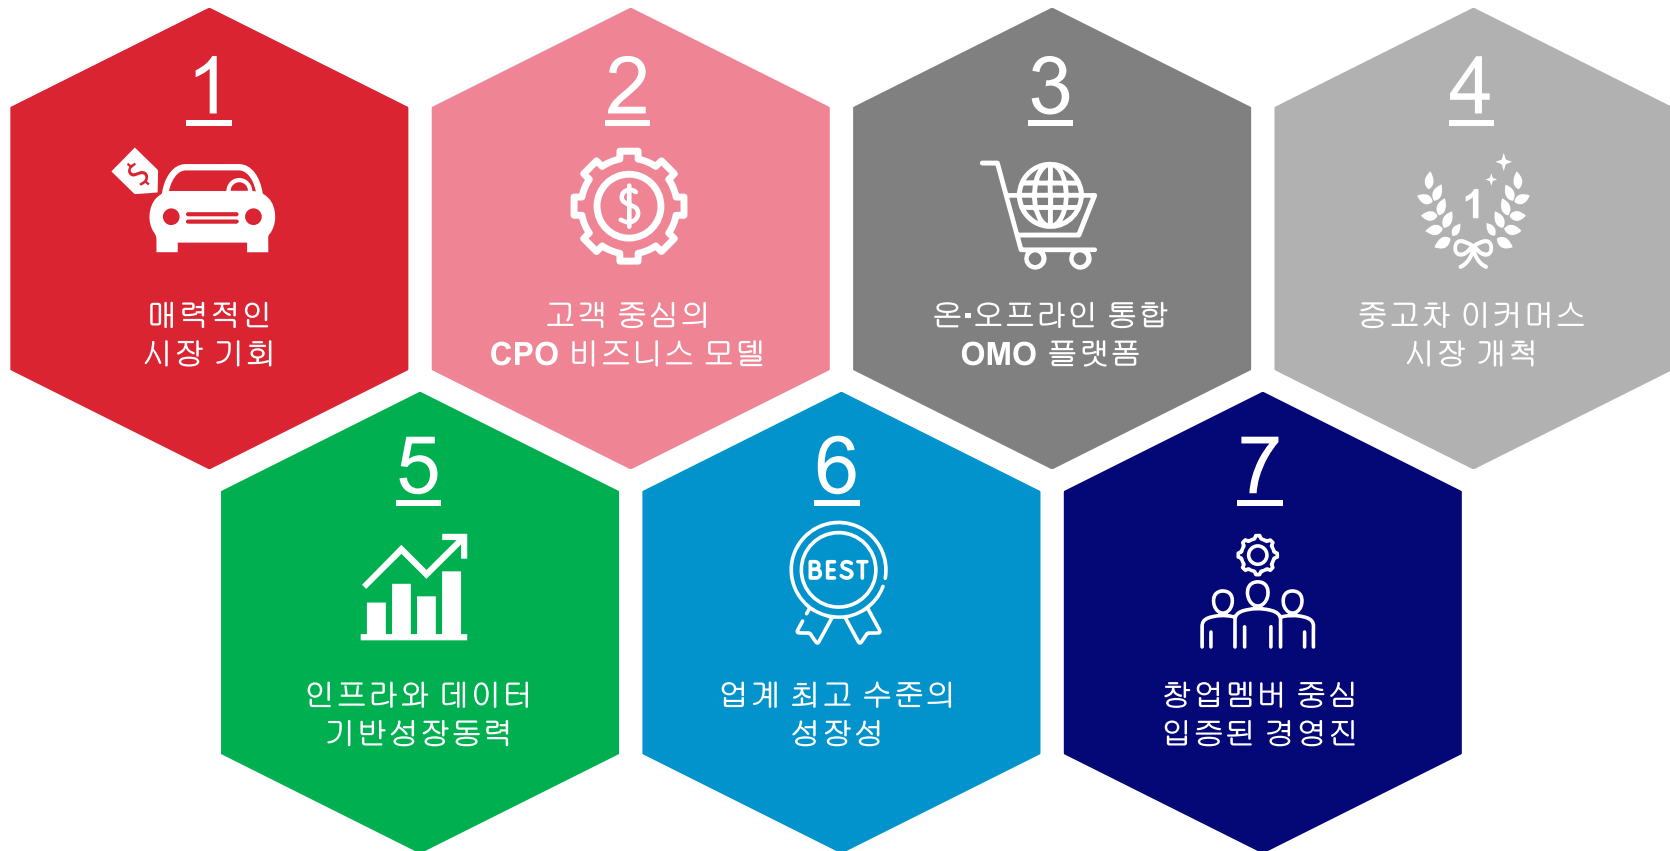 1
매력적인
시장 기회
2
고객 중심의
CPO 비즈니스 모델
3
온·오프라인 통합
OMO 플랫폼
4
1
중고차 이커머스
시장 개척
5
인프라와 데이터
기반성장동력
6
BEST
업계 최고 수준의
성장성
7
창업멤버 중심
입증된 경영진